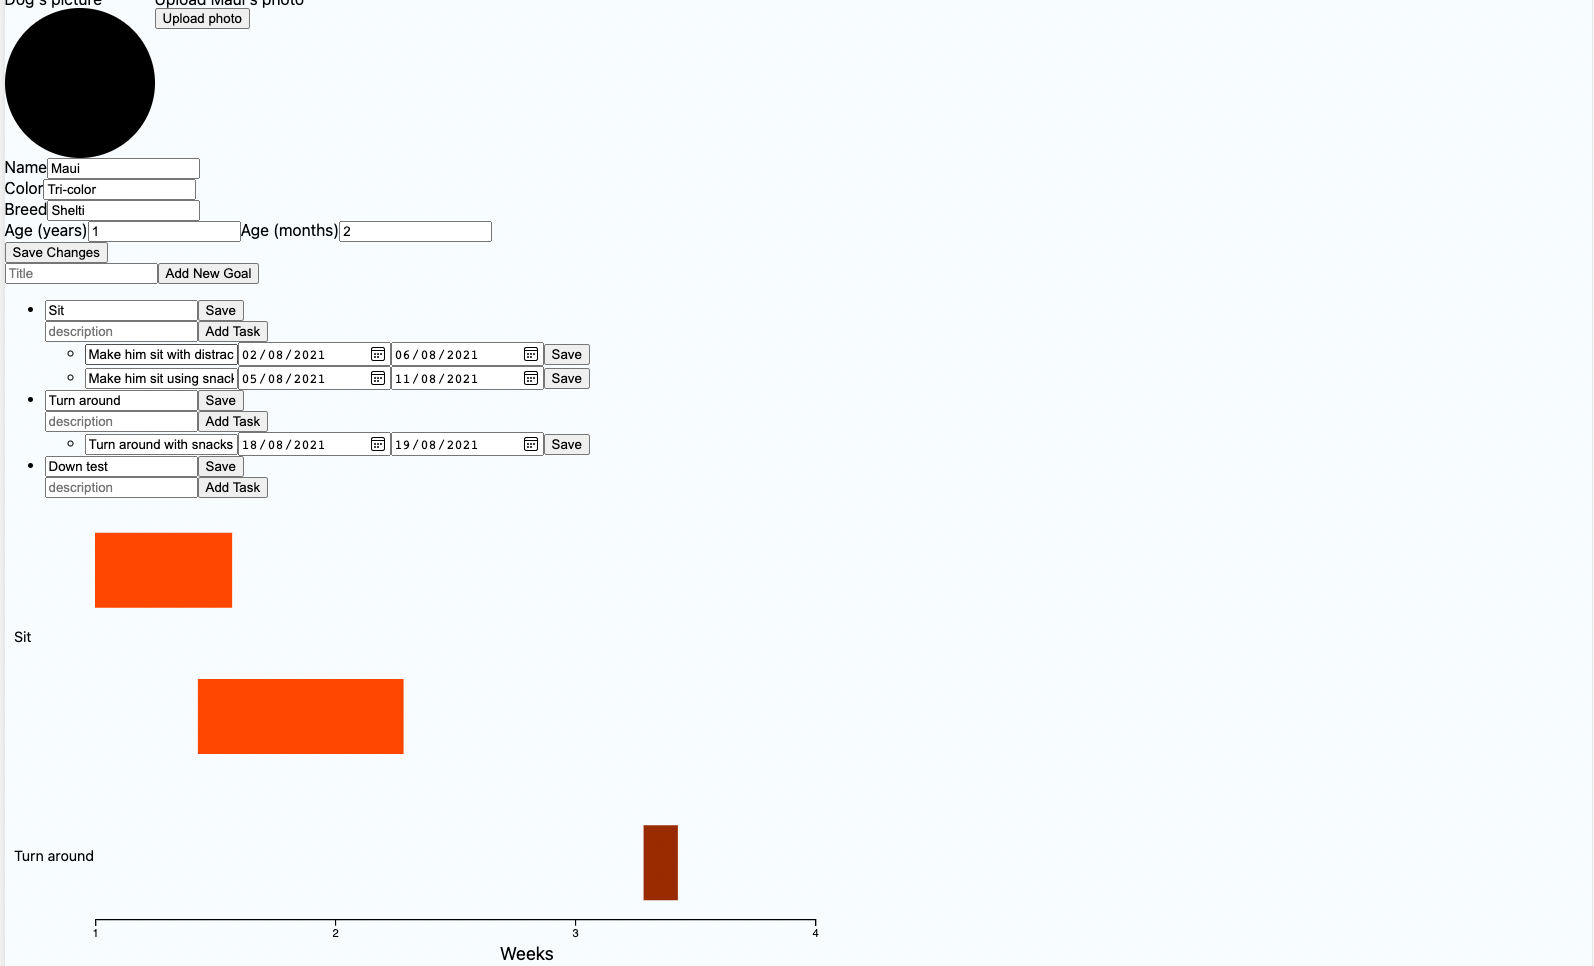 Dog's picture Upload Maui's photo
Upload photo
Name Maui
Color Tri-color
Breed Shelti
Age (years) 1 Age (months) 2
Save Changes
Title Add New Goal
Sit Save
description Add Task
Make him sit with distrac 02/08/2021 06/08/2021 Save
Make him sit using snac 05/08/2021 11/08/2021 Save
Turn around Save
description Add Task
Turn around with snacks 18/08/2021 19/08/2021 Save
Down test Save
description Add Task
Sit
Turn around
1 2 3 4
Weeks